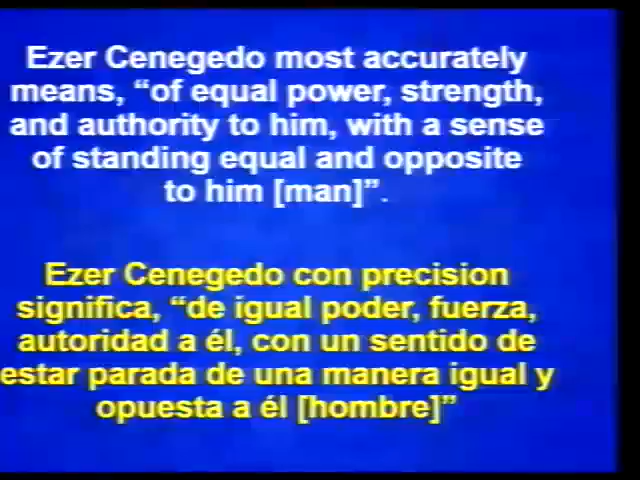 Ezer Cenegedo most accurately
means, “of equal power, strength,
and authority to him, with a sense
of standing equal and opposite
to him [man]”.
Ezer Cenegedo con precision
significa, “de igual poder, fuerza,
autoridad a él, con un sentido de
estar parada de una manera igual y
opuesta a él [hombre]”